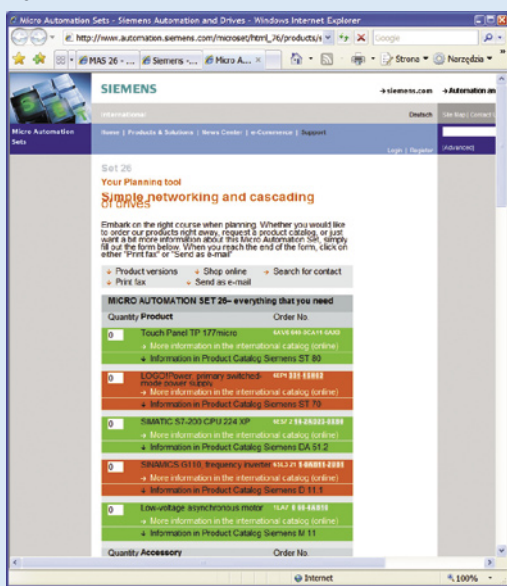 Micro Automation Sets - Siemens Automation and Drives - Windows Internet Explorer
http://www.automation.siemens.com/microset/html_76/products/
Google
MAS 26 - ...
Siemens - ...
Micro A...
Strona
Narzędzia
SIEMENS
siemens.com
Automation an
International
Deutsch
Site Map | Contact
Micro Automation
Sets
Home | Products & Solutions | News Center | e-Commerce | Support
Login | Register
(Advanced)
Set 26
Your Planning tool
Simple networking and cascading
of drives
Embark on the right course when planning. Whether you would like
to order our products right away, request a product catalog, or just
want a bit more information about this Micro Automation Set, simply
fill out the form below. When you reach the end of the form, click on
either "Print fax" or "Send as e-mail"
Product versions
Shop online
Search for contact
Print fax
Send as e-mail
MICRO AUTOMATION SET 26– everything that you need
Quantity Product
Order No.
0
Touch Panel TP 177micro
More information in the international catalog (online)
Information in Product Catalog Siemens ST 80
0
LOGO!Power, primary switched-
mode power supply
More information in the international catalog (online)
Information in Product Catalog Siemens ST 70
0
SIMATIC S7-200 CPU 224 XP
More information in the international catalog (online)
Information in Product Catalog Siemens DA 51.2
0
SINAMICS G110, frequency inverter
More information in the international catalog (online)
Information in Product Catalog Siemens D 11.1
0
Low-voltage asynchronous motor
More information in the international catalog (online)
Information in Product Catalog Siemens M 11
Quantity Accessory
Order No.
Internet
100%